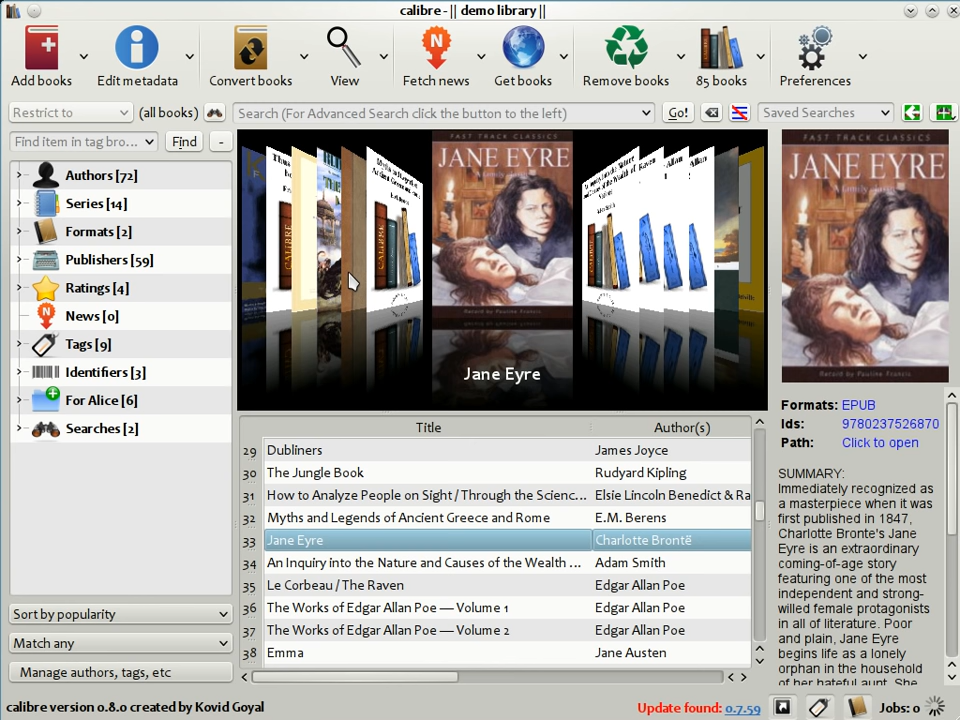 calibre - || demo library ||
Add books
Edit metadata
Convert books
View
Fetch news
Get books
Remove books
85 books
Preferences
Restrict to
(all books)
Search (For Advanced Search click the button to the left)
Go!
Saved Searches
Find item in tag bro...
Find
-
Authors [72]
Series [14]
Formats [2]
Publishers [59]
Ratings [4]
News [0]
Tags [9]
Identifiers [3]
For Alice [6]
Searches [2]
Sort by popularity
Match any
Manage authors, tags, etc
FAST TRACK CLASSICS
JANE EYRE
CALIBRE
Jane Eyre
Title Author(s)
29 Dubliners James Joyce
30 The Jungle Book Rudyard Kipling
31 How to Analyze People on Sight / Through the Scienc... Elsie Lincoln Benedict & Ra
32 Myths and Legends of Ancient Greece and Rome E.M. Berens
33 Jane Eyre Charlotte Brontë
34 An Inquiry into the Nature and Causes of the Wealth ... Adam Smith
35 Le Corbeau / The Raven Edgar Allan Poe
36 The Works of Edgar Allan Poe — Volume 1 Edgar Allan Poe
37 The Works of Edgar Allan Poe — Volume 2 Edgar Allan Poe
38 Emma Jane Austen
FAST TRACK CLASSICS
JANE EYRE
Retold by Pauline Francis
Formats: EPUB
Ids: 9780237526870
Path: Click to open
SUMMARY:
Immediately recognized as
a masterpiece when it was
first published in 1847,
Charlotte Bronte's Jane
Eyre is an extraordinary
coming-of-age story
featuring one of the most
independent and strong-
willed female protagonists
in all of literature. Poor
and plain, Jane Eyre
begins life as a lonely
orphan in the household
of her hateful aunt. She
calibre version 0.8.0 created by Kovid Goyal
Update found: 0.7.59
Jobs: 0